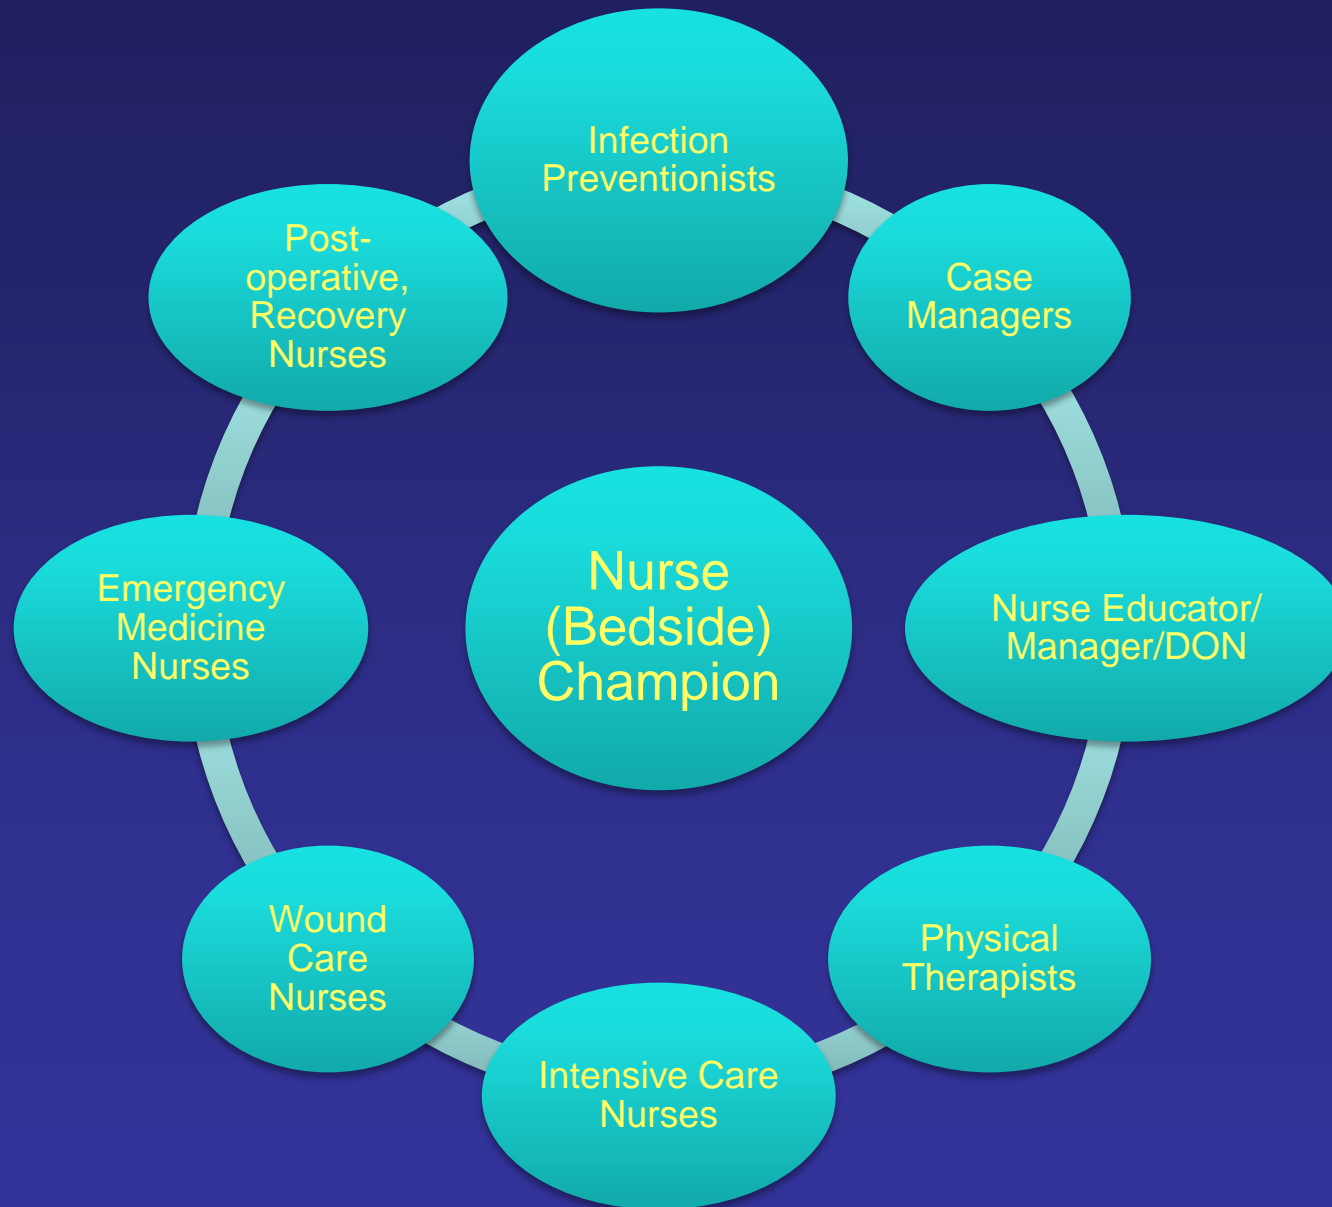 Infection
Preventionists
Post-
operative,
Recovery
Nurses
Case
Managers
Emergency
Medicine
Nurses
Nurse
(Bedside)
Champion
Nurse Educator/
Manager/DON
Wound
Care
Nurses
Physical
Therapists
Intensive Care
Nurses